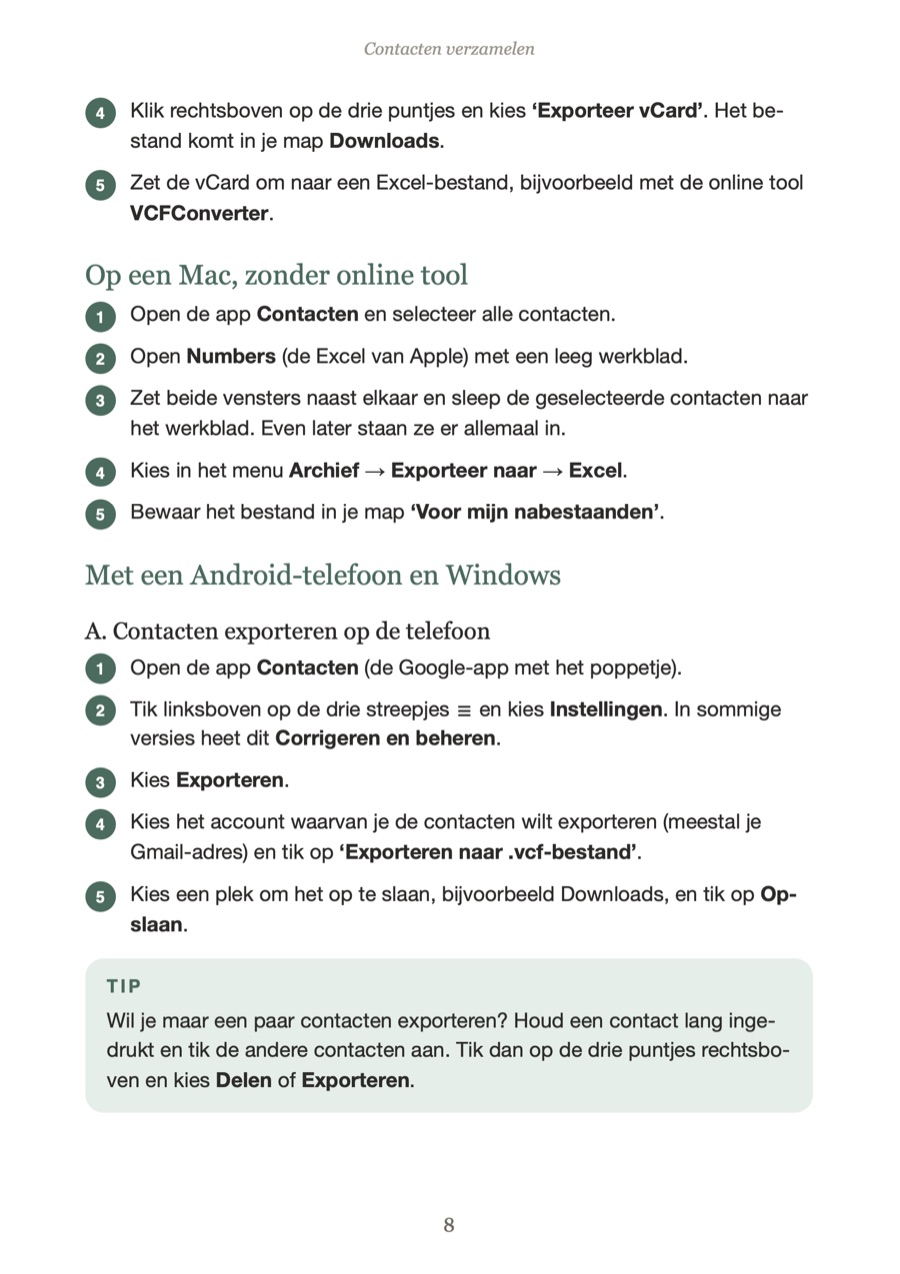 Contacten verzamelen
4 Klik rechtsboven op de drie puntjes en kies ‘Exporteer vCard’. Het be-
stand komt in je map Downloads.
5 Zet de vCard om naar een Excel-bestand, bijvoorbeeld met de online tool
VCFConverter.
Op een Mac, zonder online tool
1 Open de app Contacten en selecteer alle contacten.
2 Open Numbers (de Excel van Apple) met een leeg werkblad.
3 Zet beide vensters naast elkaar en sleep de geselecteerde contacten naar
het werkblad. Even later staan ze er allemaal in.
4 Kies in het menu Archief → Exporteer naar → Excel.
5 Bewaar het bestand in je map ‘Voor mijn nabestaanden’.
Met een Android-telefoon en Windows
A. Contacten exporteren op de telefoon
1 Open de app Contacten (de Google-app met het poppetje).
2 Tik linksboven op de drie streepjes ≡ en kies Instellingen. In sommige
versies heet dit Corrigeren en beheren.
3 Kies Exporteren.
4 Kies het account waarvan je de contacten wilt exporteren (meestal je
Gmail-adres) en tik op ‘Exporteren naar .vcf-bestand’.
5 Kies een plek om het op te slaan, bijvoorbeeld Downloads, en tik op Op-
slaan.
TIP
Wil je maar een paar contacten exporteren? Houd een contact lang inge-
drukt en tik de andere contacten aan. Tik dan op de drie puntjes rechtsbo-
ven en kies Delen of Exporteren.
8